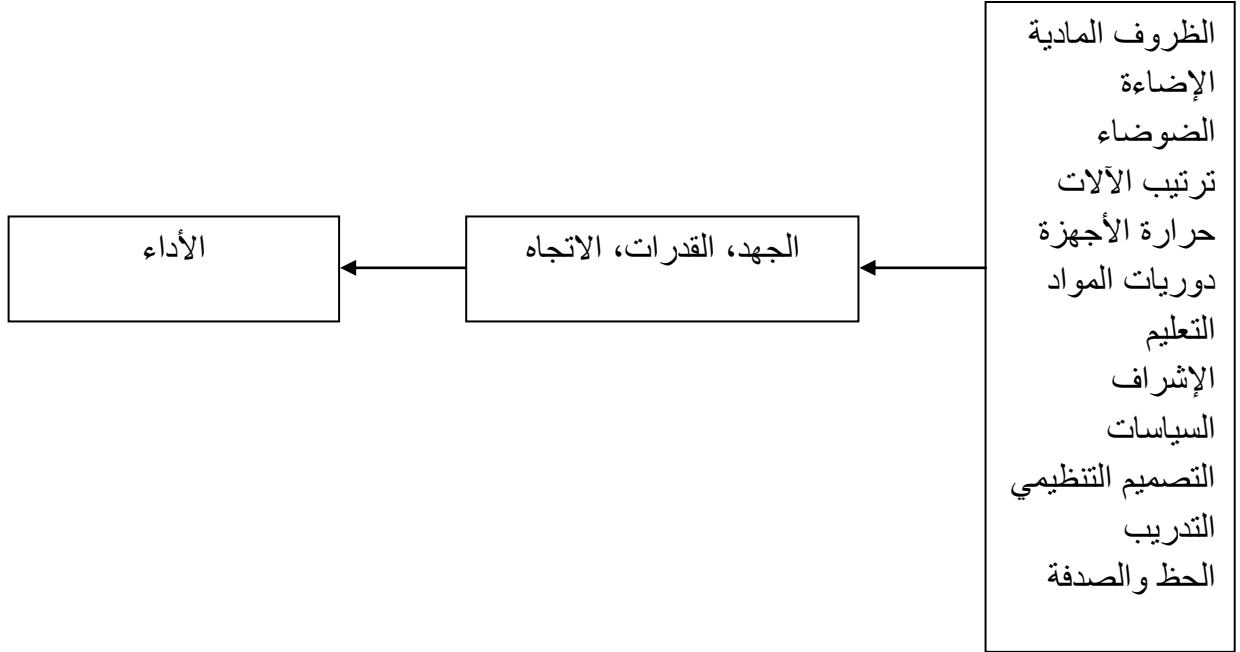 الظروف المادية
الإضاءة
الضوضاء
ترتيب الآلات
حرارة الأجهزة
دوريات المواد
التعليم
الإشراف
السياسات
التصميم التنظيمي
التدريب
الحظ والصدفة
الجهد، القدرات، الاتجاه
الأداء